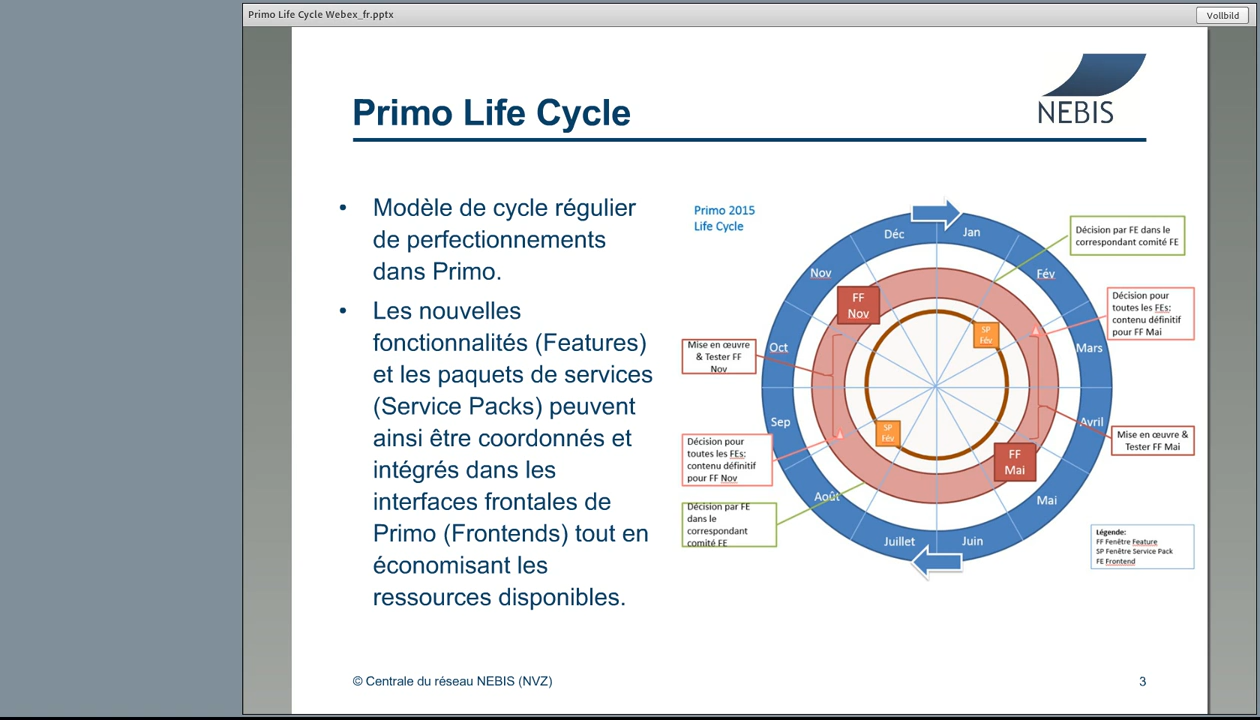 Primo Life Cycle Webex_fr.pptx
Vollbild
Primo Life Cycle
NEBIS
• Modèle de cycle régulier
de perfectionnements
dans Primo.
• Les nouvelles
fonctionnalités (Features)
et les paquets de services
(Service Packs) peuvent
ainsi être coordonnés et
intégrés dans les
interfaces frontales de
Primo (Frontends) tout en
économisant les
ressources disponibles.
Primo 2015
Life Cycle
Déc
Jan
Fév
Mars
Avril
Mai
Juin
Juillet
Août
Sep
Oct
Nov
FF
Nov
SP
Fév
SP
Fév
FF
Mai
Décision par FE dans le
correspondant comité FE
Décision pour
toutes les FEs:
contenu définitif
pour FF Mai
Mise en œuvre &
Tester FF Mai
Mise en œuvre
& Tester FF
Nov
Décision pour
toutes les FEs:
contenu définitif
pour FF Nov
Décision par FE
dans le
correspondant
comité FE
Légende:
FF Fenêtre Feature
SP Fenêtre Service Pack
FE Frontend
© Centrale du réseau NEBIS (NVZ)
3